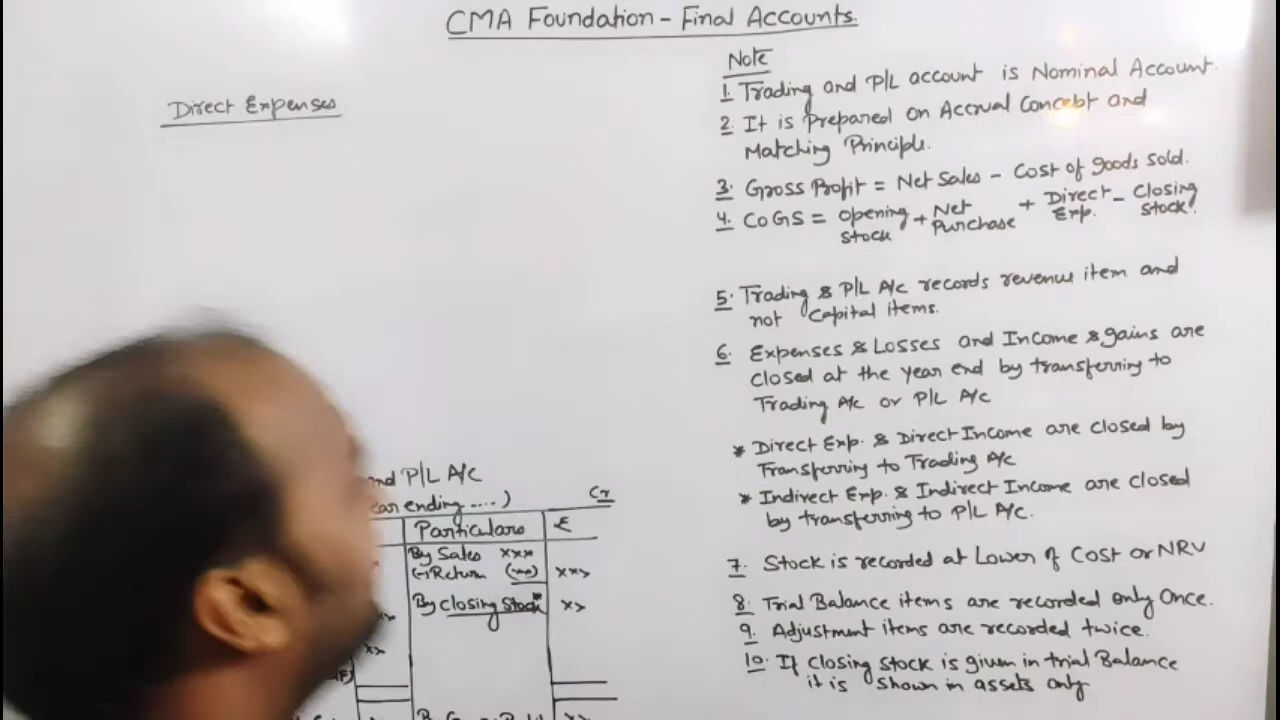 CMA Foundation - Final Accounts.
Direct Expenses
Note
1. Trading and P/L account is Nominal Account.
2. It is Prepared on Accrual Concept and
Matching Principle.
3. Gross Profit = Net Sales - Cost of goods sold.
4. COGS = opening stock + Net Purchase + Direct Exp. - Closing stock.
5. Trading & P/L A/c records revenue item and
not Capital items.
6. Expenses & Losses and Income & gains are
closed at the year end by transferring to
Trading A/c or P/L A/c
* Direct Exp. & Direct Income are closed by
Transferring to Trading A/c
* Indirect Exp. & Indirect Income are closed
by transferring to P/L A/c.
7. Stock is recorded at Lower of Cost or NRV
8. Trial Balance items are recorded only Once.
9. Adjustment items are recorded twice.
10. If Closing stock is given in trial Balance
it is shown in assets only
and P/L A/c
ear ending ....)
Cr
Particulars ₹
By Sales xxx
(-) Return (xx) xxx
By Closing Stock* xx
xx
xx
(F)